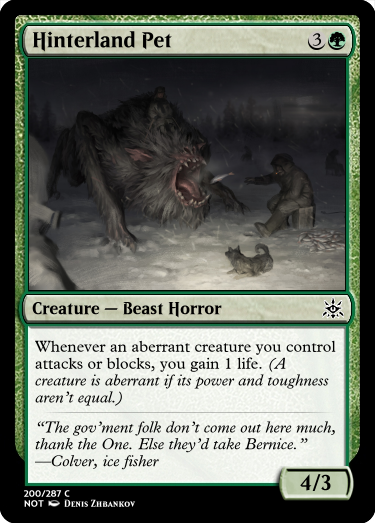 Hinterland Pet 3
Creature — Beast Horror
Whenever an aberrant creature you control
attacks or blocks, you gain 1 life. (A
creature is aberrant if its power and toughness
aren't equal.)
“The gov'ment folk don't come out here much,
thank the One. Else they'd take Bernice.”
—Colver, ice fisher
4/3
200/287 C
NOT Denis Zhbankov